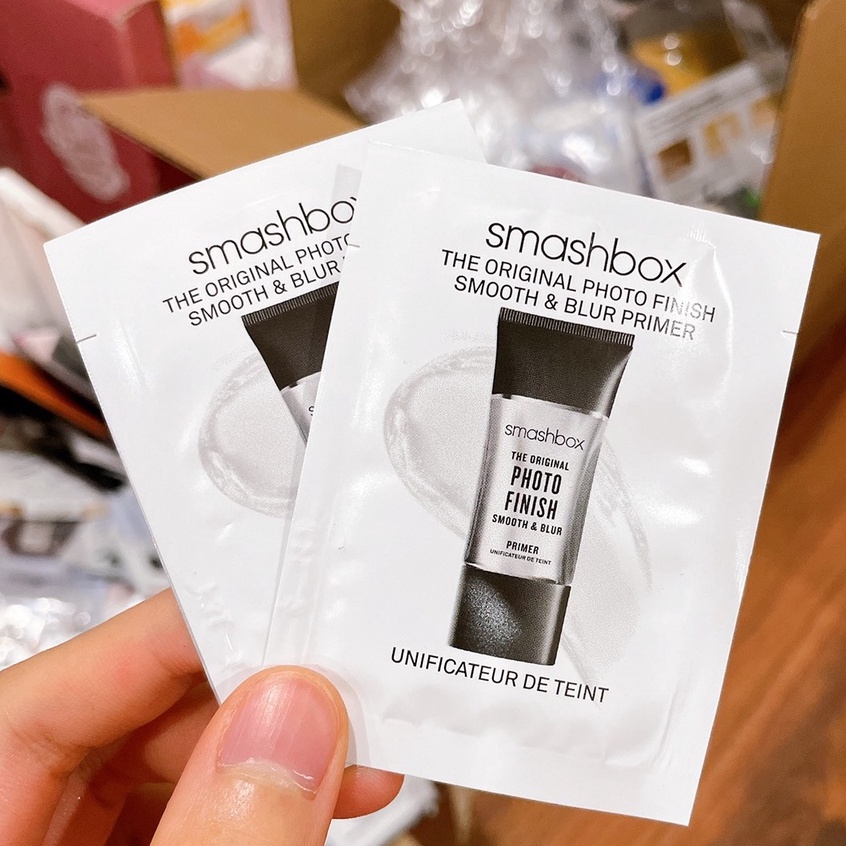 smashbo
THE ORIGINAL PHOTO
SMOOTH & BLUR
smashbox
THE ORIGINAL PHOTO FINISH
SMOOTH & BLUR PRIMER
smashbox
THE ORIGINAL
PHOTO
FINISH
SMOOTH & BLUR
PRIMER
UNIFICATEUR DE TEINT
UNIFICATEUR DE TEINT